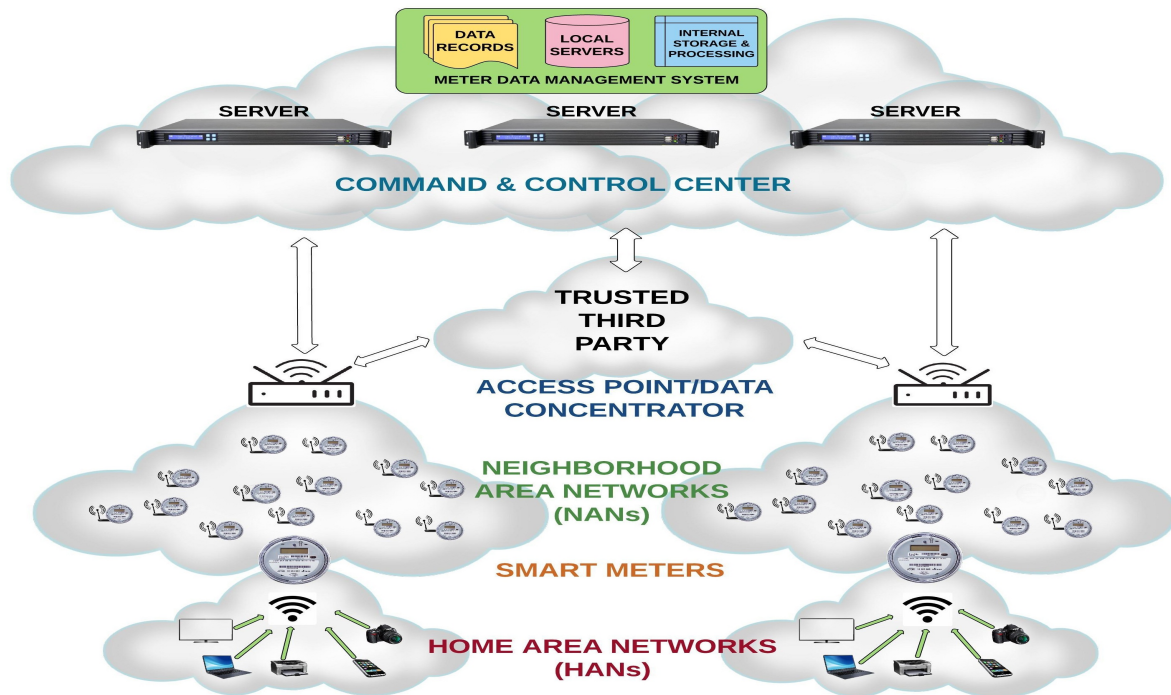 DATA
RECORDS
LOCAL
SERVERS
INTERNAL
STORAGE &
PROCESSING
METER DATA MANAGEMENT SYSTEM
SERVER
SERVER
SERVER
COMMAND & CONTROL CENTER
TRUSTED
THIRD
PARTY
ACCESS POINT/DATA
CONCENTRATOR
NEIGHBORHOOD
AREA NETWORKS
(NANs)
SMART METERS
HOME AREA NETWORKS
(HANs)